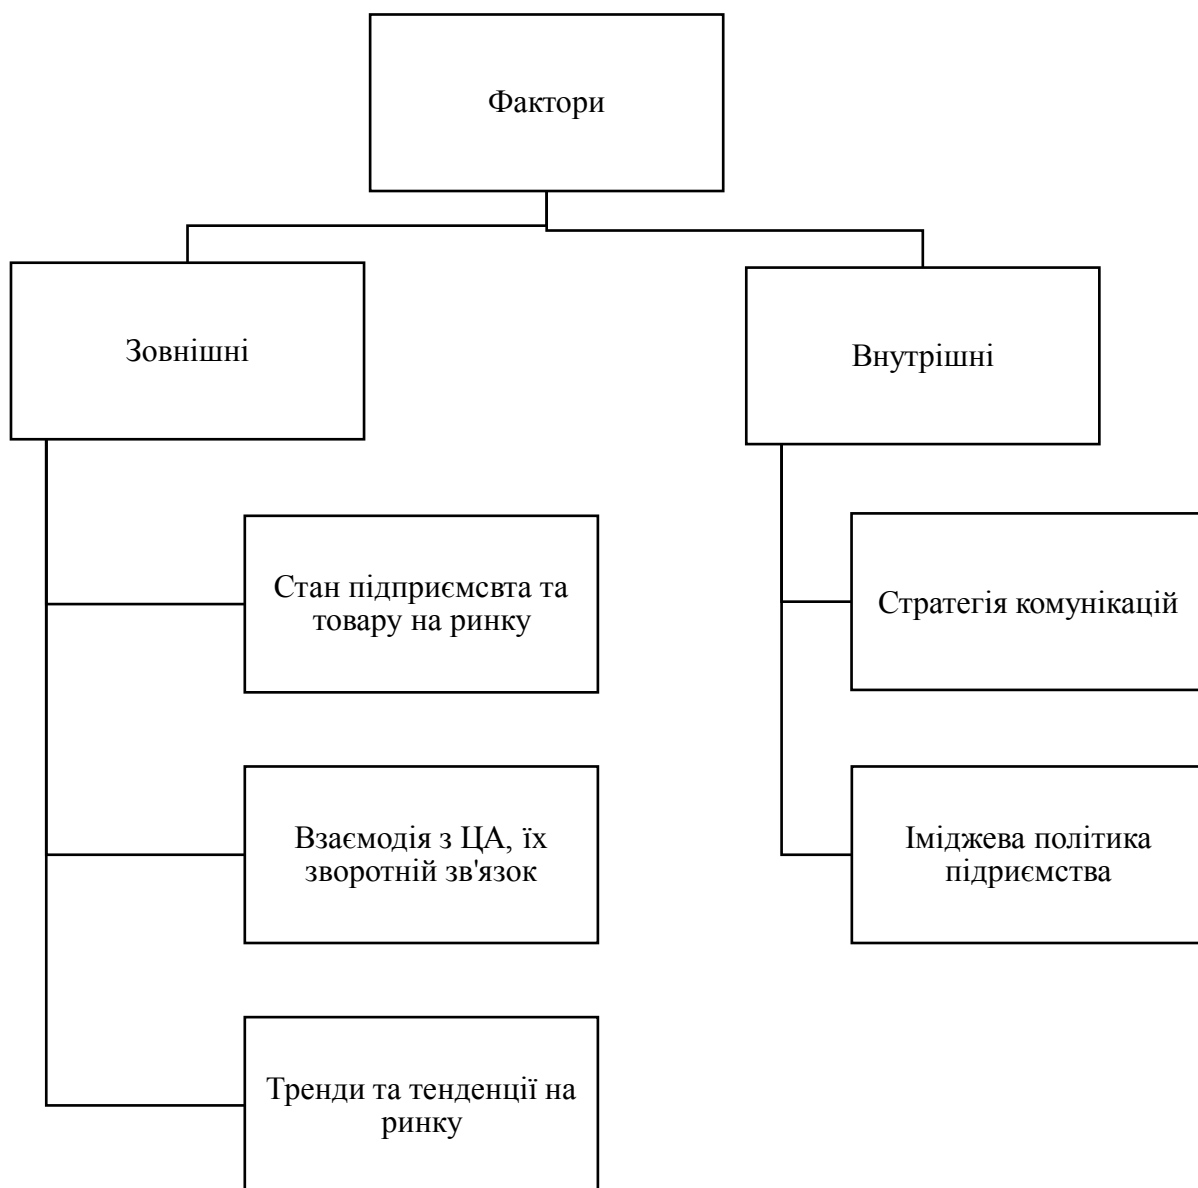 Фактори
Зовнішні
Внутрішні
Стан підприємсвта та
товару на ринку
Стратегія комунікацій
Взаємодія з ЦА, їх
зворотній зв'язок
Іміджева політика
підриємства
Тренди та тенденції на
ринку